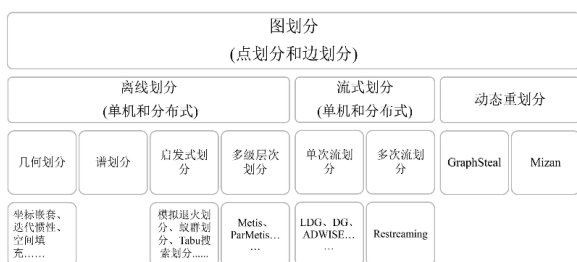 图划分
(点划分和边划分)
离线划分
(单机和分布式)
流式划分
(单机和分布式)
动态重划分
几何划分
谱划分
启发式划
分
多级层次
划分
单次流划
分
多次流划
分
GraphSteal
Mizan
坐标嵌套、
迭代惯性、
空间填
充……
模拟退火划
分、蚁群划
分、Tabu搜
索划分......
Metis、
ParMetis…
…
LDG、DG、
ADWISE…
…
Restreaming